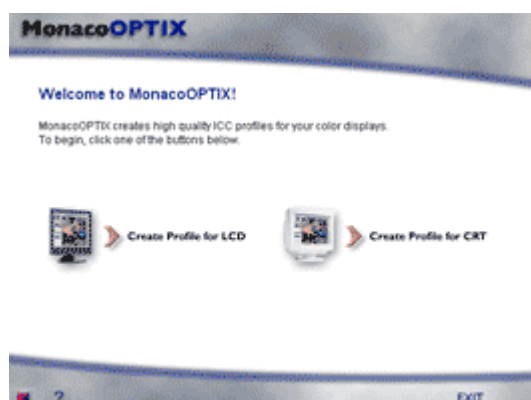 MonacoOPTIX
Welcome to MonacoOPTIX!
MonacoOPTIX creates high quality ICC profiles for your color displays.
To begin, click one of the buttons below.
Create Profile for LCD
Create Profile for CRT
?
EXIT